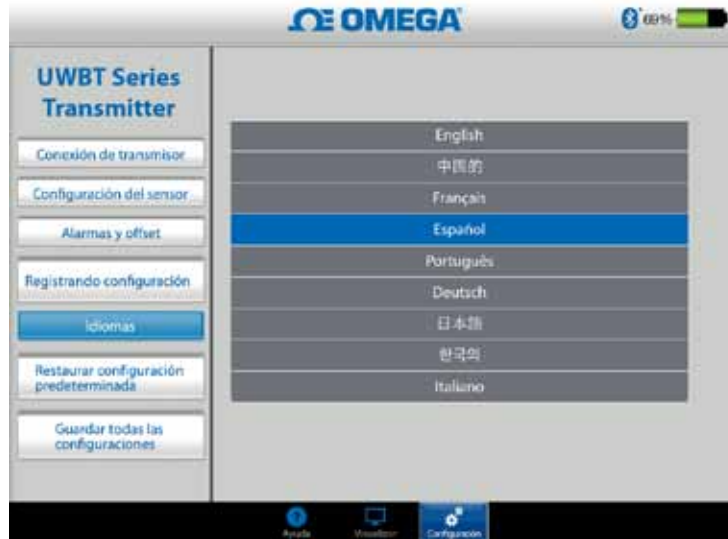 OMEGA
69%
UWBT Series
Transmitter
Conexión de transmisor
Configuración del sensor
Alarmas y offset
Registrando configuración
Idiomas
Restaurar configuración
predeterminada
Guardar todas las
configuraciones
English
中国的
Français
Español
Português
Deutsch
日本語
한국의
Italiano
Ayuda
Visualizar
Configuración